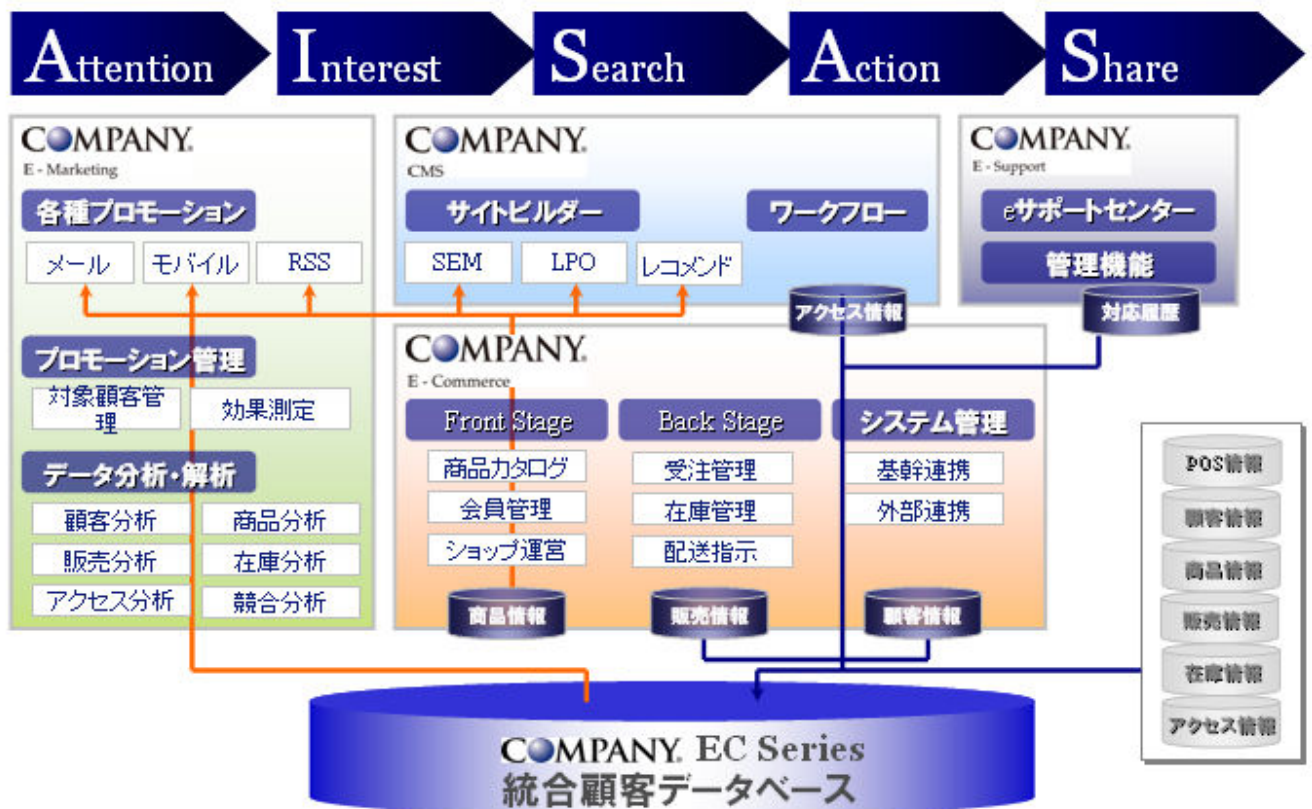 Attention
Interest
Search
Action
Share
COMPANY.
E - Marketing
各種プロモーション
メール
モバイル
RSS
プロモーション管理
対象顧客管
理
効果測定
データ分析・解析
顧客分析
商品分析
販売分析
在庫分析
アクセス分析
競合分析
COMPANY.
CMS
サイトビルダー
ワークフロー
SEM
LPO
レコメンド
アクセス情報
COMPANY.
E - Support
eサポートセンター
管理機能
対応履歴
COMPANY.
E - Commerce
Front Stage
Back Stage
システム管理
商品カタログ
受注管理
基幹連携
会員管理
在庫管理
外部連携
ショップ運営
配送指示
商品情報
販売情報
顧客情報
POS情報
顧客情報
商品情報
販売情報
在庫情報
アクセス情報
COMPANY. EC Series
統合顧客データベース